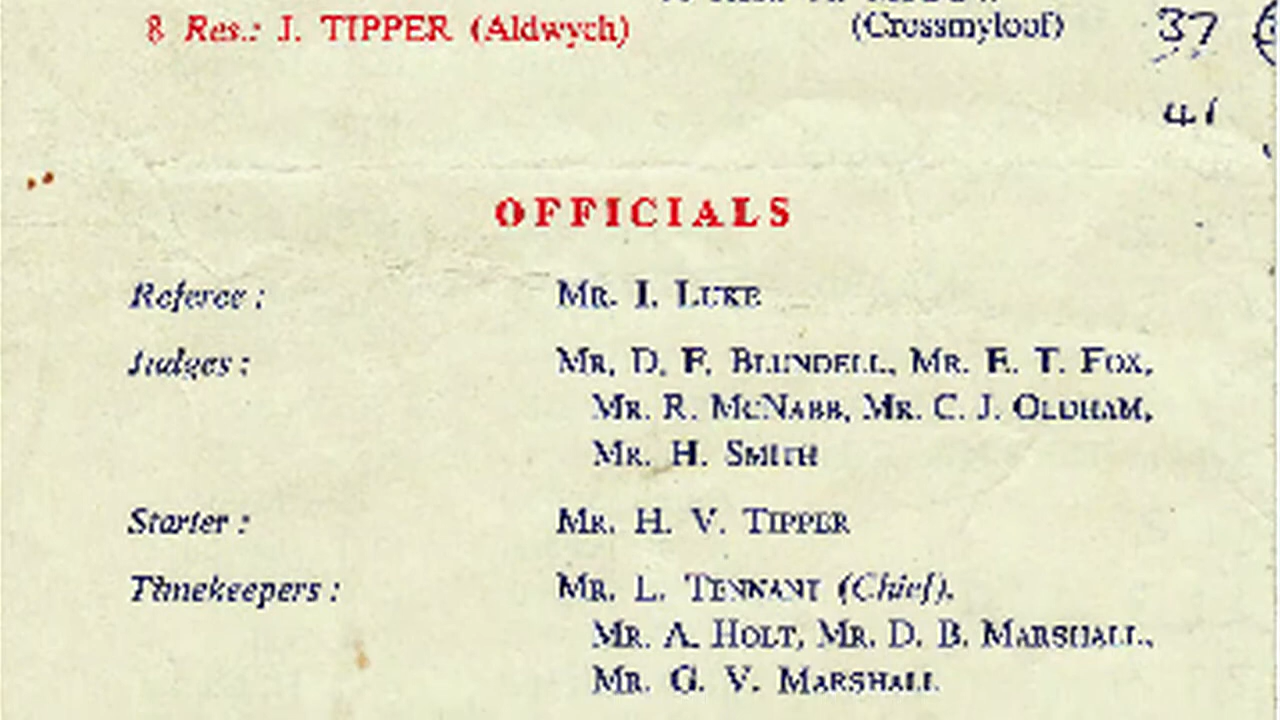 8 Res.: J. TIPPER (Aldwych)
(Crossmyloof)
37
41
OFFICIALS
Referee :
MR. I. LUKE
Judges :
MR. D. F. BLUNDELL, MR. E. T. FOX,
MR. R. MCNABB, MR. C. J. OLDHAM,
MR. H. SMITH
Starter :
MR. H. V. TIPPER
Timekeepers :
MR. L. TENNANT (Chief),
MR. A. HOLT, MR. D. B. MARSHALL,
MR. G. V. MARSHALL